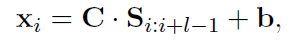 x_i = C · S_{i:i+l−1} + b,